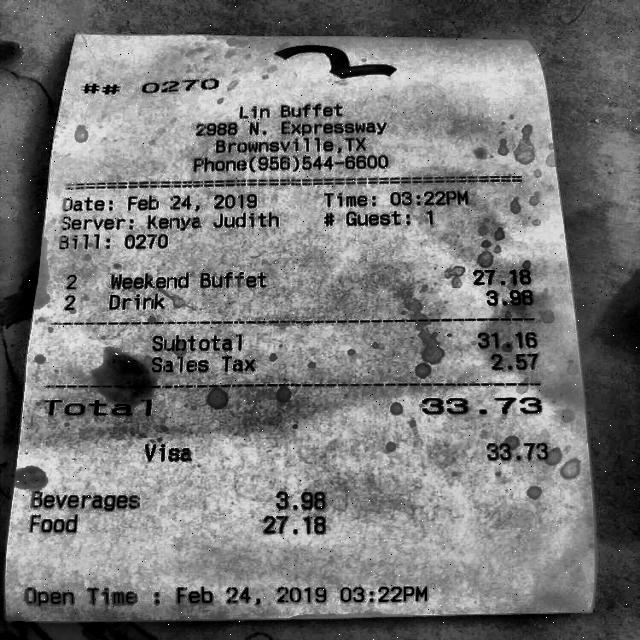 2
## 0270
Lin Buffet
2988 N. Expressway
Brownsville,TX
Phone(956)544-6600
Date: Feb 24, 2019 Time: 03:22PM
Server: Kenya Judith # Guest: 1
Bill: 0270
2 Weekend Buffet 27.18
2 Drink 3.98
Subtotal 31.16
Sales Tax 2.57
Total 33.73
Visa 33.73
Beverages 3.98
Food 27.18
Open Time : Feb 24, 2019 03:22PM